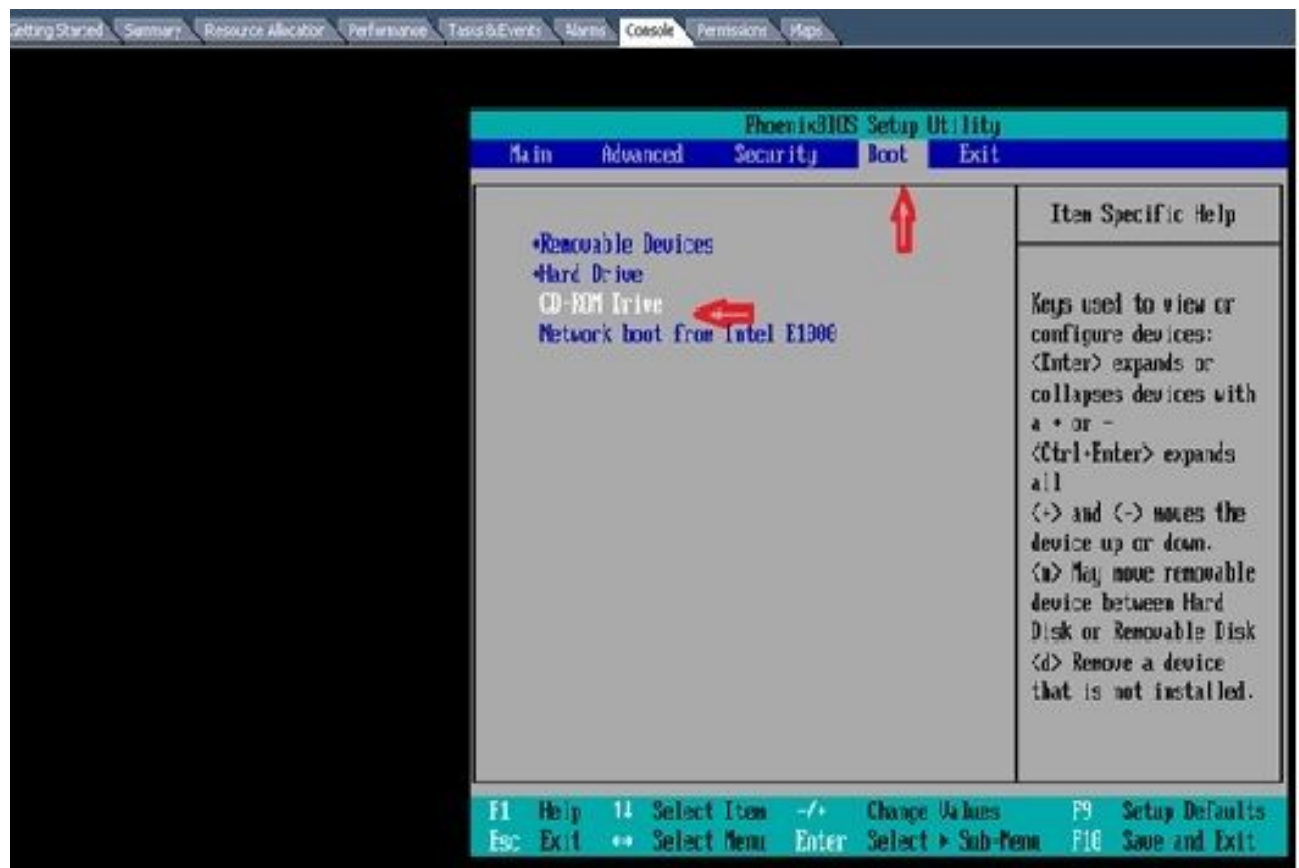 Getting Started Summary Resource Allocation Performance Tasks & Events Alarms Console Permissions Maps
PhoenixBIOS Setup Utility
Main Advanced Security Boot Exit
Item Specific Help
+Removable Devices
+Hard Drive
CD-ROM Drive
Network boot from Intel E1000
Keys used to view or
configure devices:
<Enter> expands or
collapses devices with
a + or -
<Ctrl+Enter> expands
all
<+> and <-> moves the
device up or down.
<n> May move removable
device between Hard
Disk or Removable Disk
<d> Remove a device
that is not installed.
F1 Help ↑↓ Select Item -/+ Change Values F9 Setup Defaults
Esc Exit ↔ Select Menu Enter Select ▶ Sub-Menu F10 Save and Exit